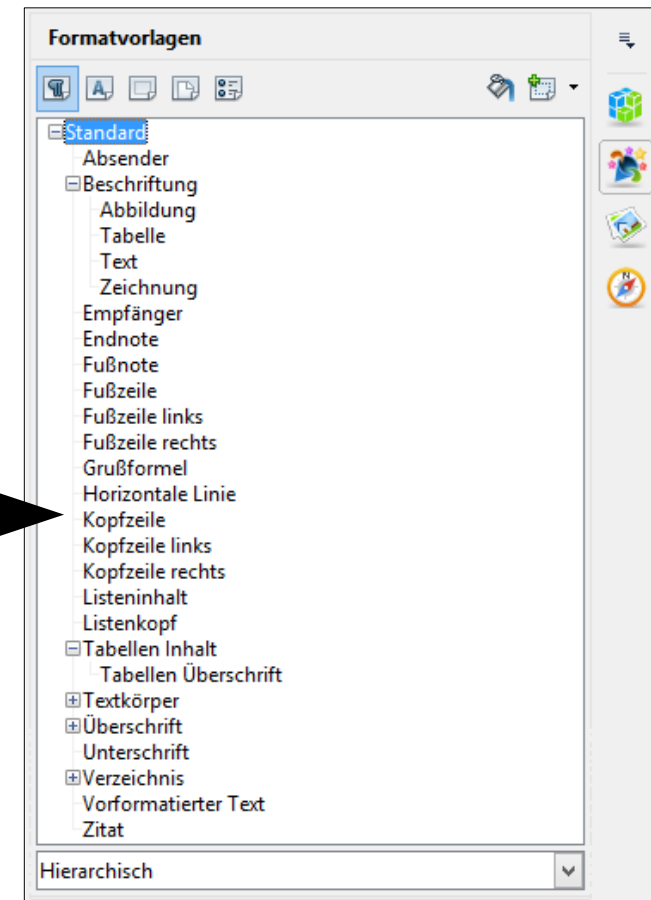 Formatvorlagen
Standard
Absender
Beschriftung
Abbildung
Tabelle
Text
Zeichnung
Empfänger
Endnote
Fußnote
Fußzeile
Fußzeile links
Fußzeile rechts
Grußformel
Horizontale Linie
Kopfzeile
Kopfzeile links
Kopfzeile rechts
Listeninhalt
Listenkopf
Tabellen Inhalt
Tabellen Überschrift
Textkörper
Überschrift
Unterschrift
Verzeichnis
Vorformatierter Text
Zitat
Hierarchisch